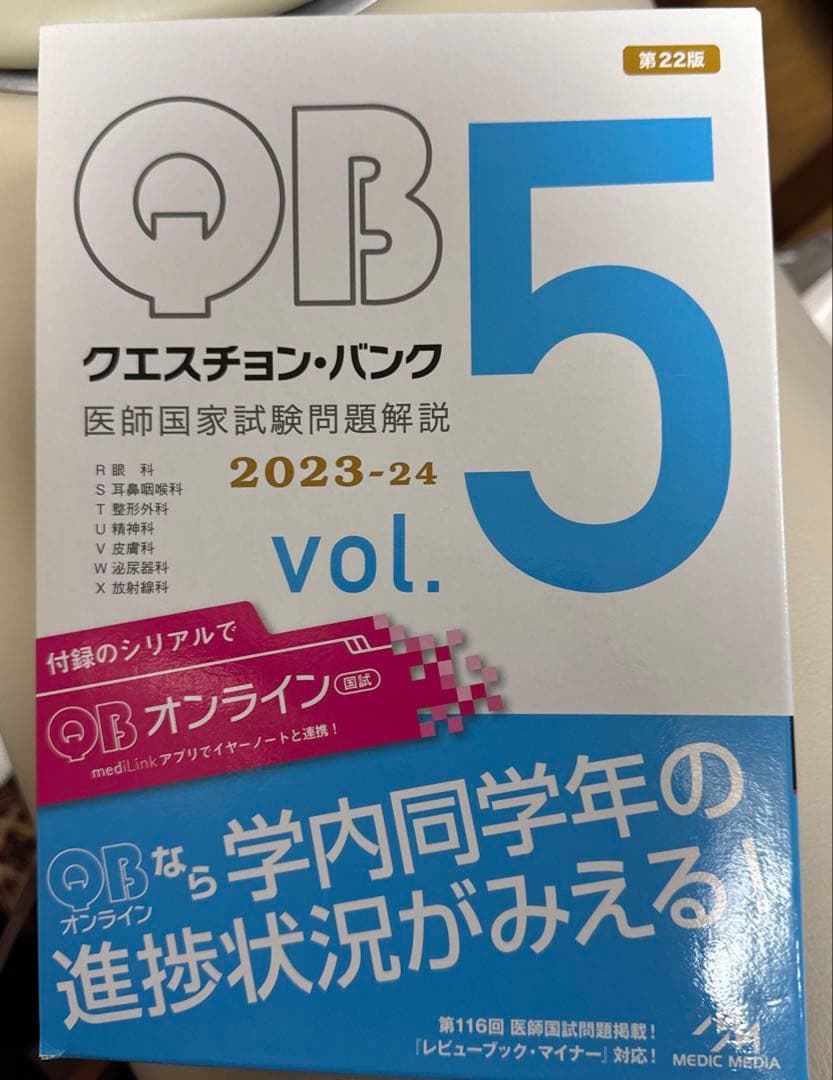 第22版
QB
5
クエスチョン・バンク
医師国家試験問題解説
2023-24
R 眼 科
S 耳鼻咽喉科
T 整形外科
U 精神科
V 皮膚科
W 泌尿器科
X 放射線科
vol.
付録のシリアルで
QB オンライン 国試
mediLink アプリでイヤーノートと連携！
QB オンライン なら 学内同学年の
進捗状況がみえる！
第116回 医師国試問題掲載！
『レビューブック・マイナー』対応！
MEDIC MEDIA